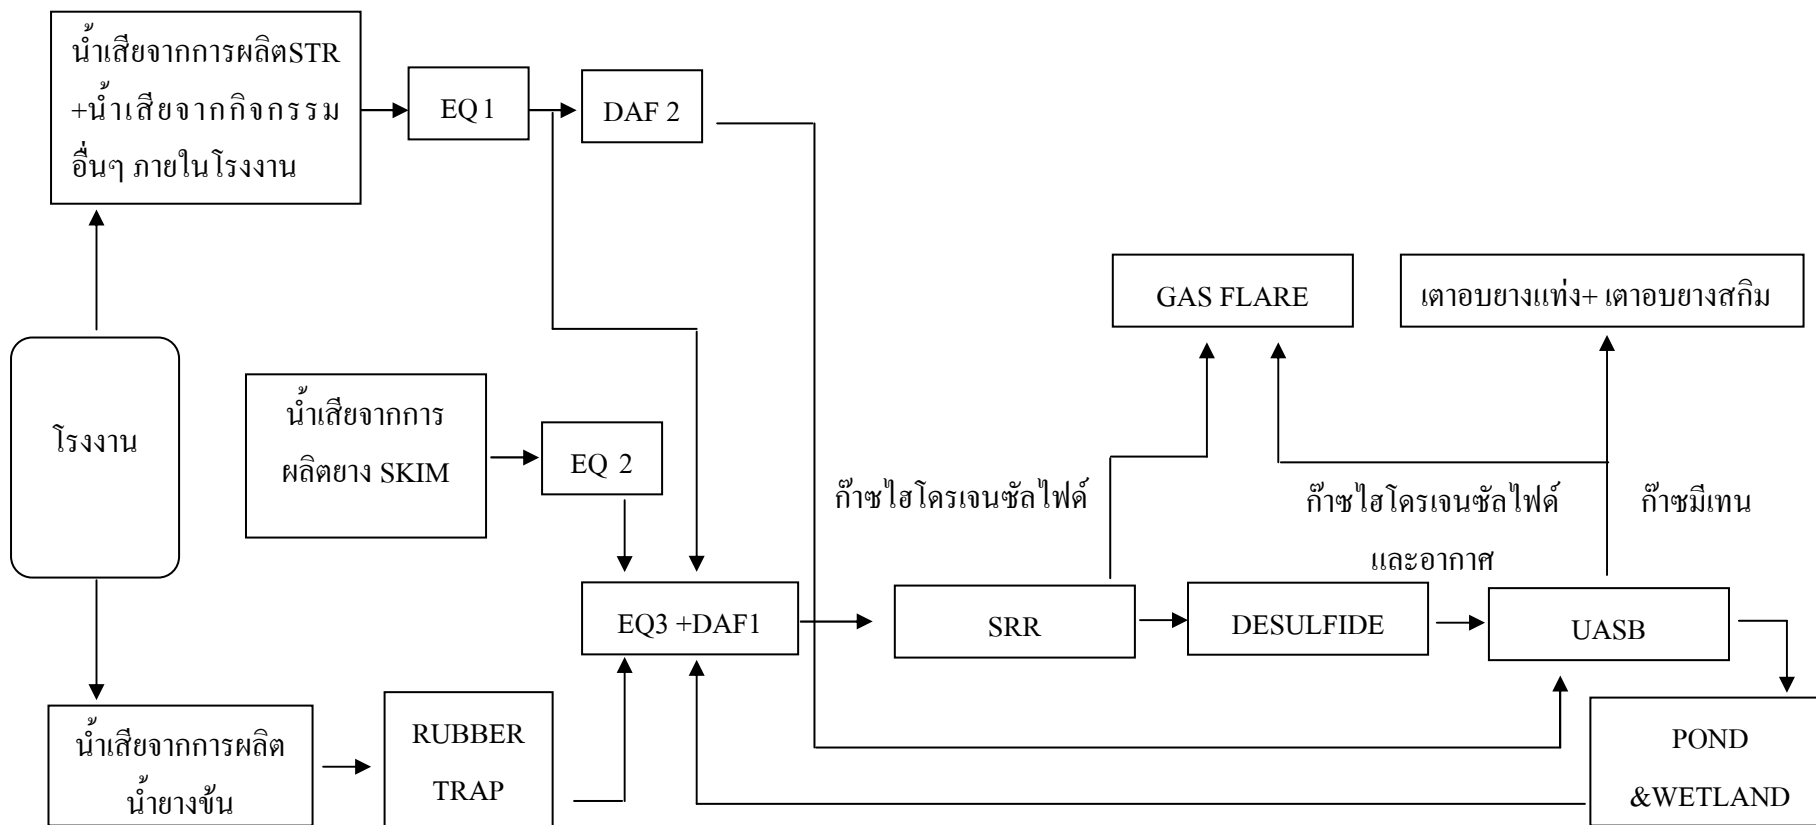 น้ำเสียจากการผลิตSTR
+น้ำเสียจากกิจกรรม
อื่นๆ ภายในโรงงาน
EQ 1
DAF 2
GAS FLARE
เตาอบยางแท่ง+ เตาอบยางสกิม
โรงงาน
น้ำเสียจากการ
ผลิตยาง SKIM
EQ 2
ก๊าซไฮโดรเจนซัลไฟด์
ก๊าซไฮโดรเจนซัลไฟด์
และอากาศ
ก๊าซมีเทน
EQ3 +DAF1
SRR
DESULFIDE
UASB
น้ำเสียจากการผลิต
น้ำยางข้น
RUBBER
TRAP
POND
&WETLAND